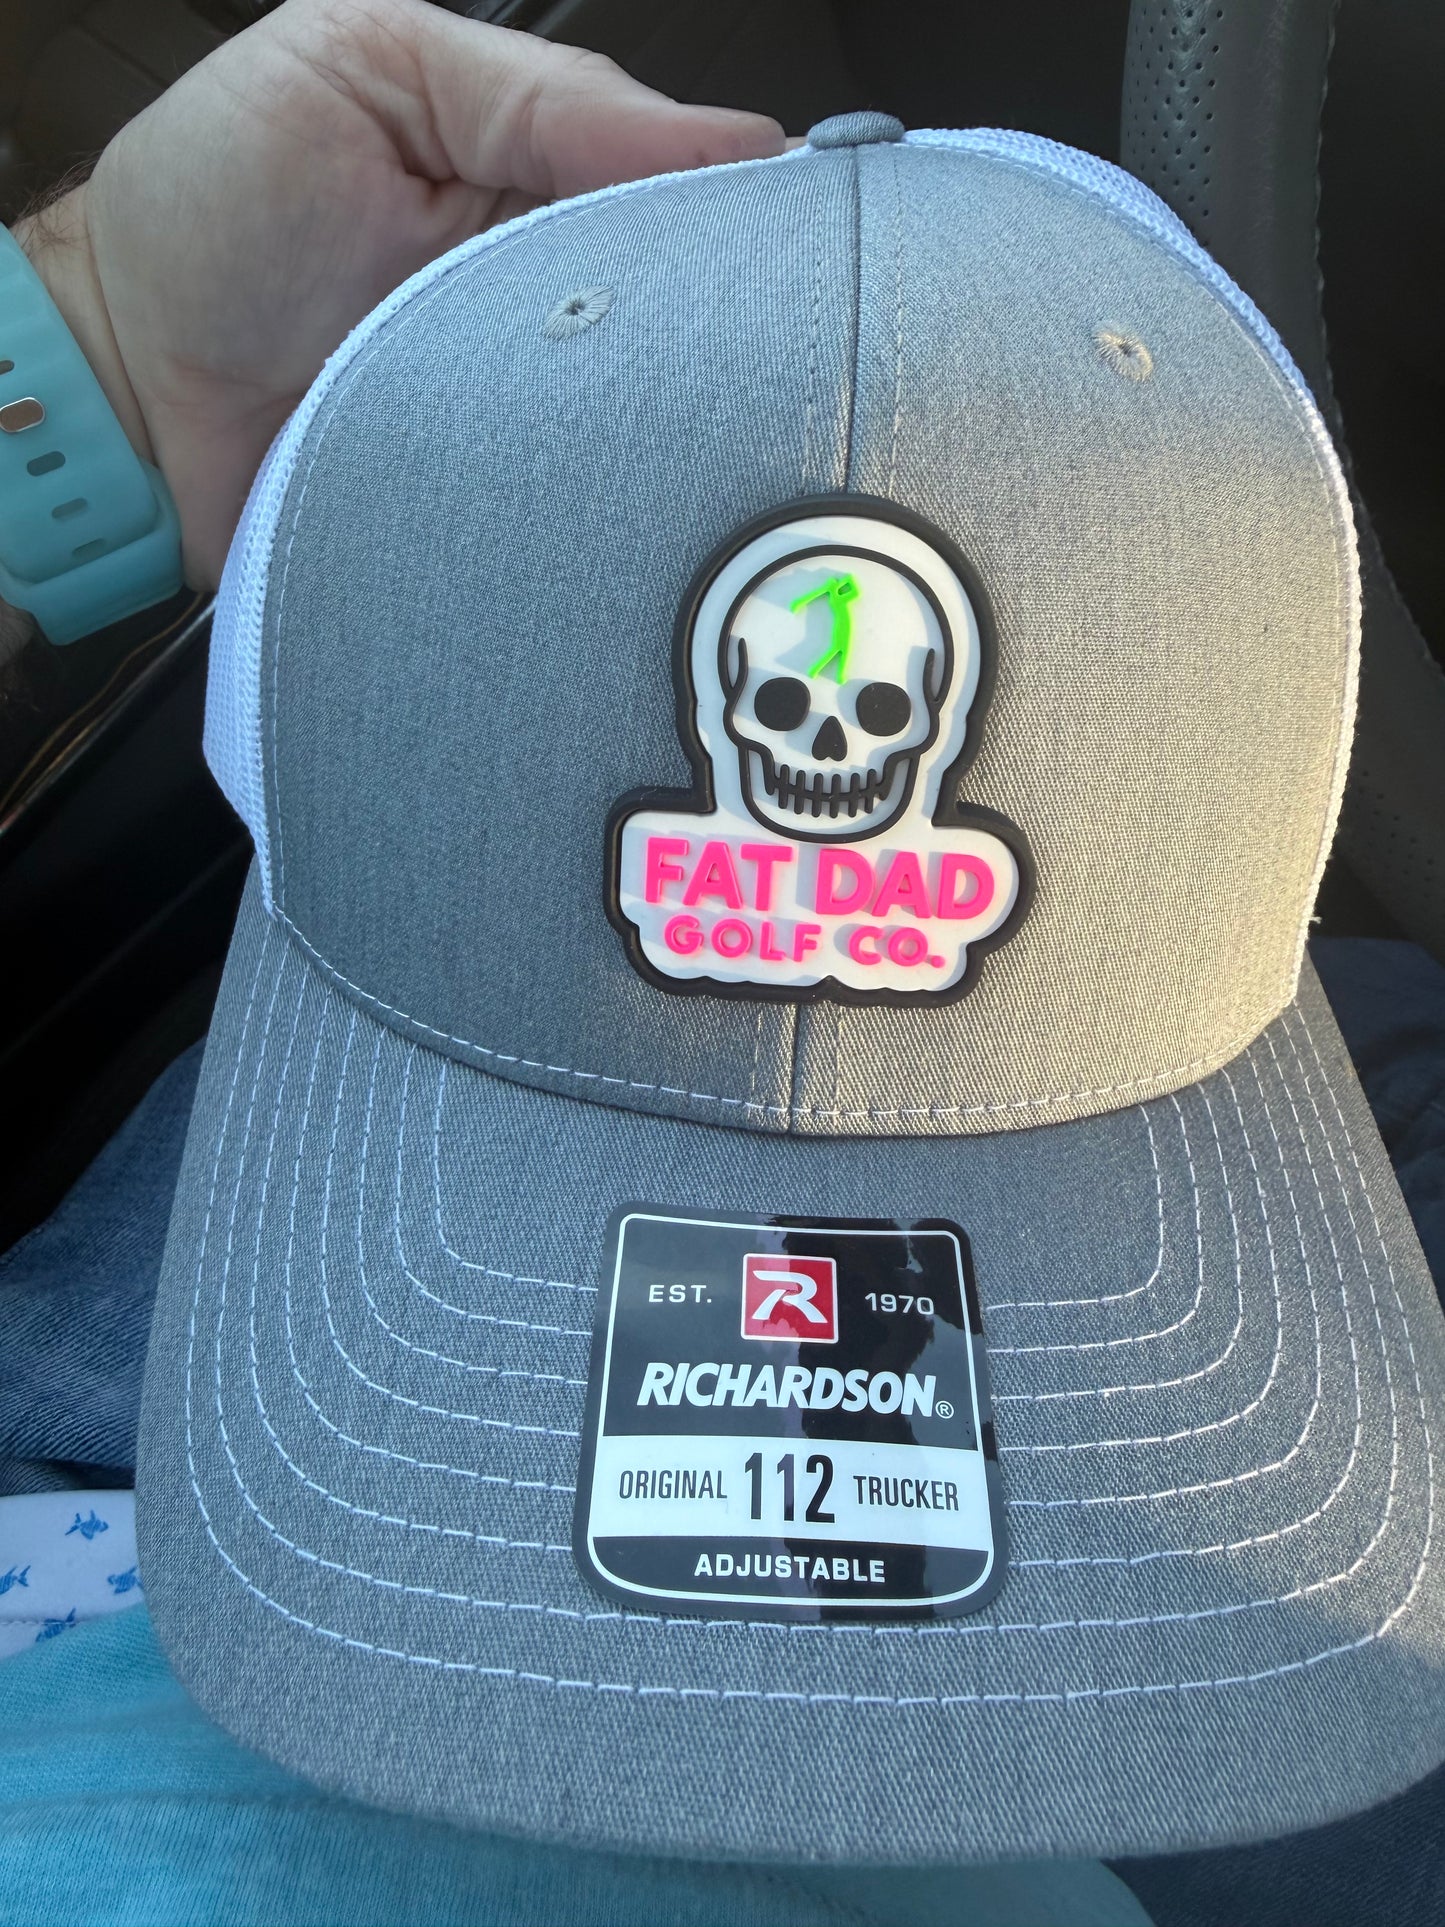 FAT DAD
GOLF CO.
EST. R 1970
RICHARDSON®
ORIGINAL 112 TRUCKER
ADJUSTABLE